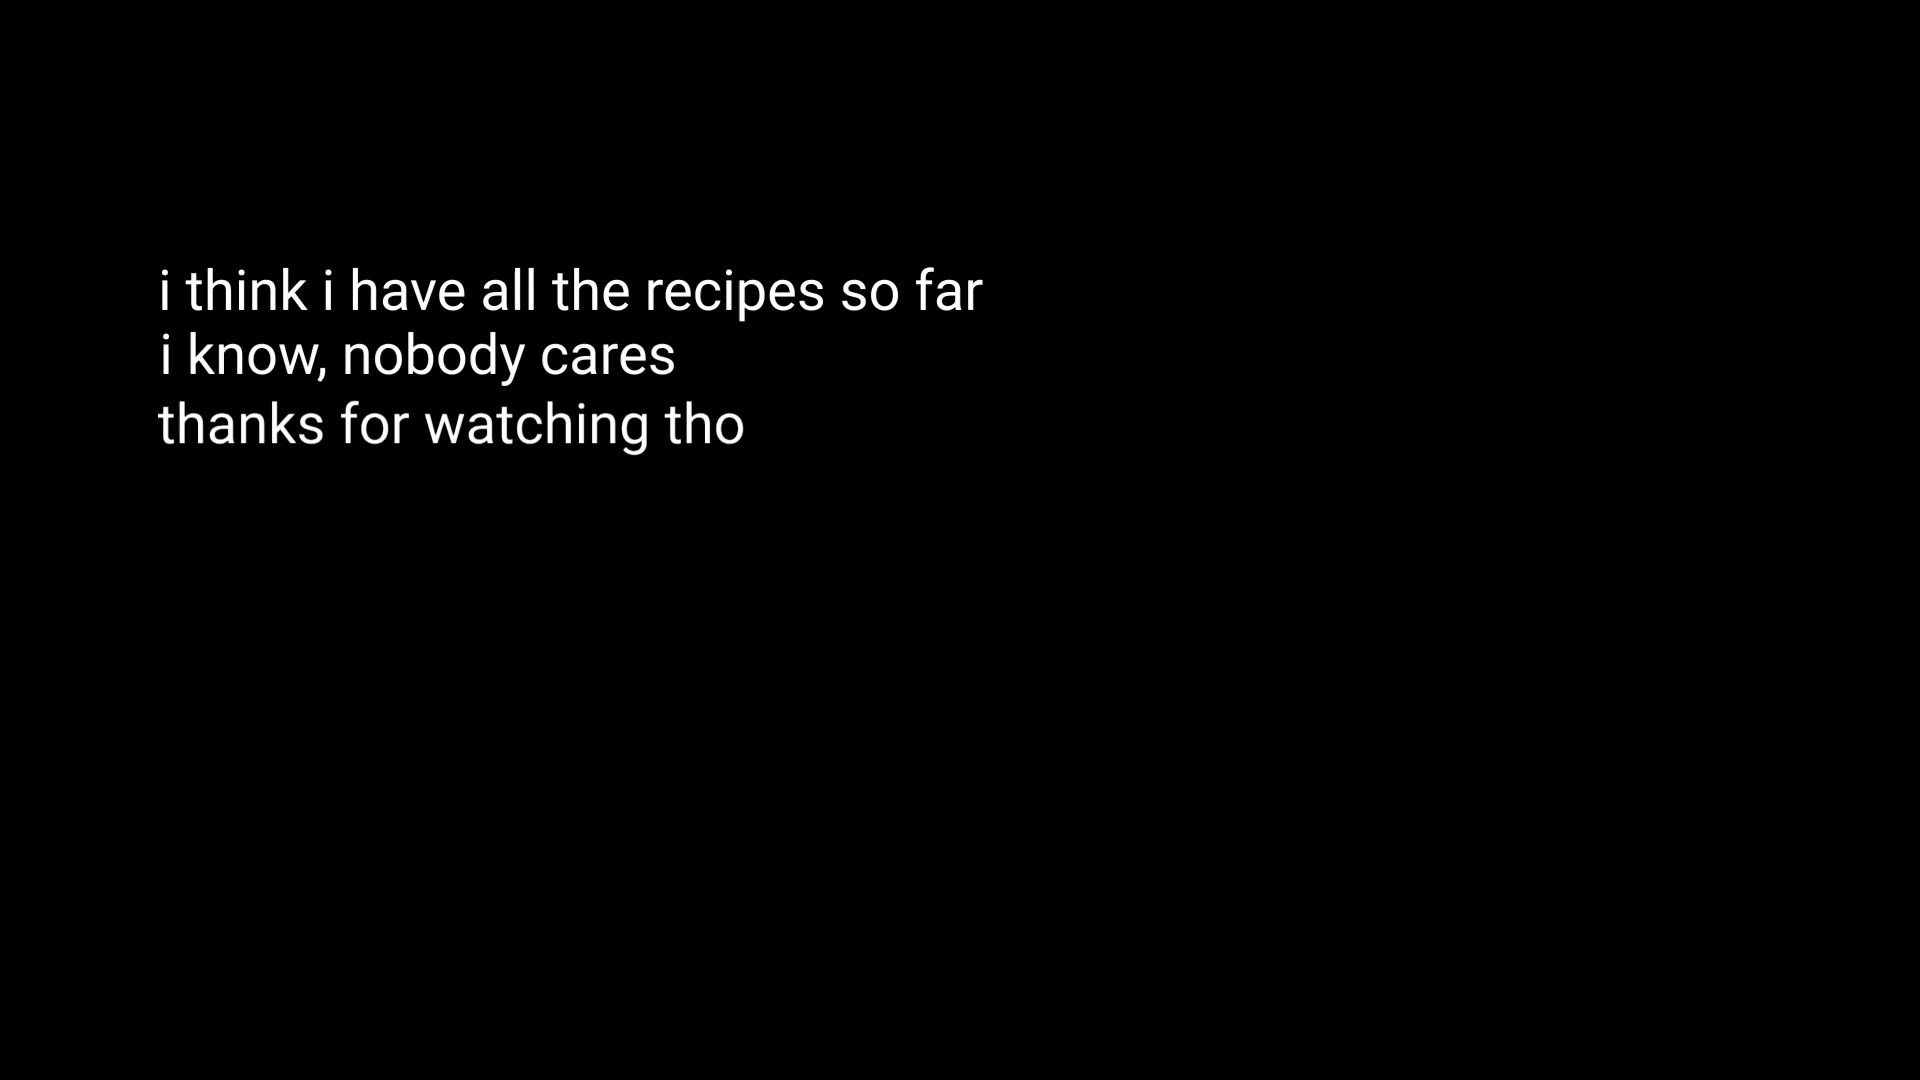 i think i have all the recipes so far
i know, nobody cares
thanks for watching tho